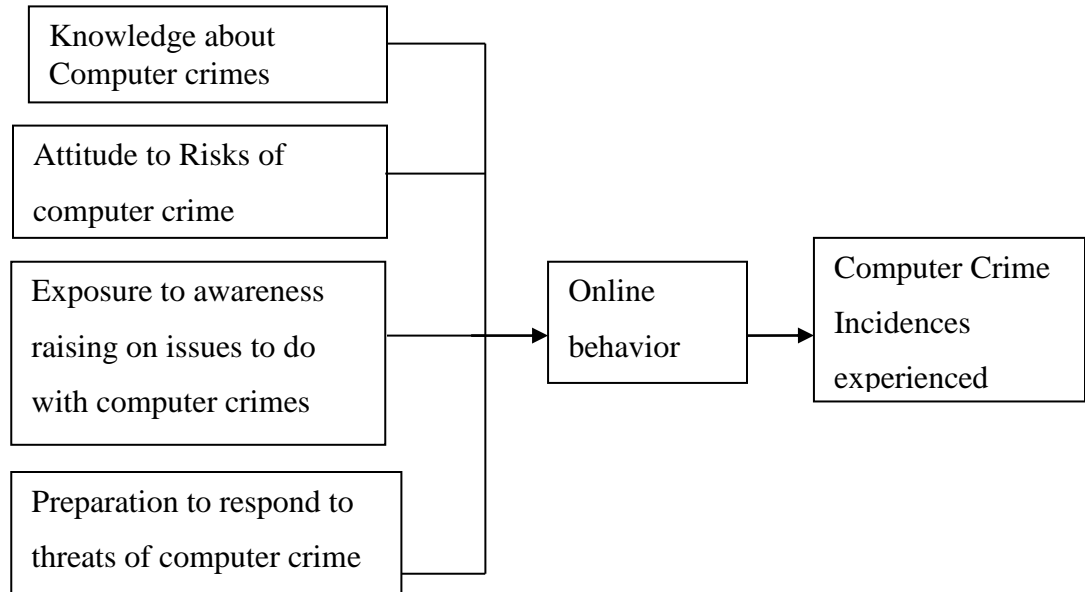 Knowledge about
Computer crimes
Attitude to Risks of
computer crime
Exposure to awareness
raising on issues to do
with computer crimes
Preparation to respond to
threats of computer crime
Online
behavior
Computer Crime
Incidences
experienced